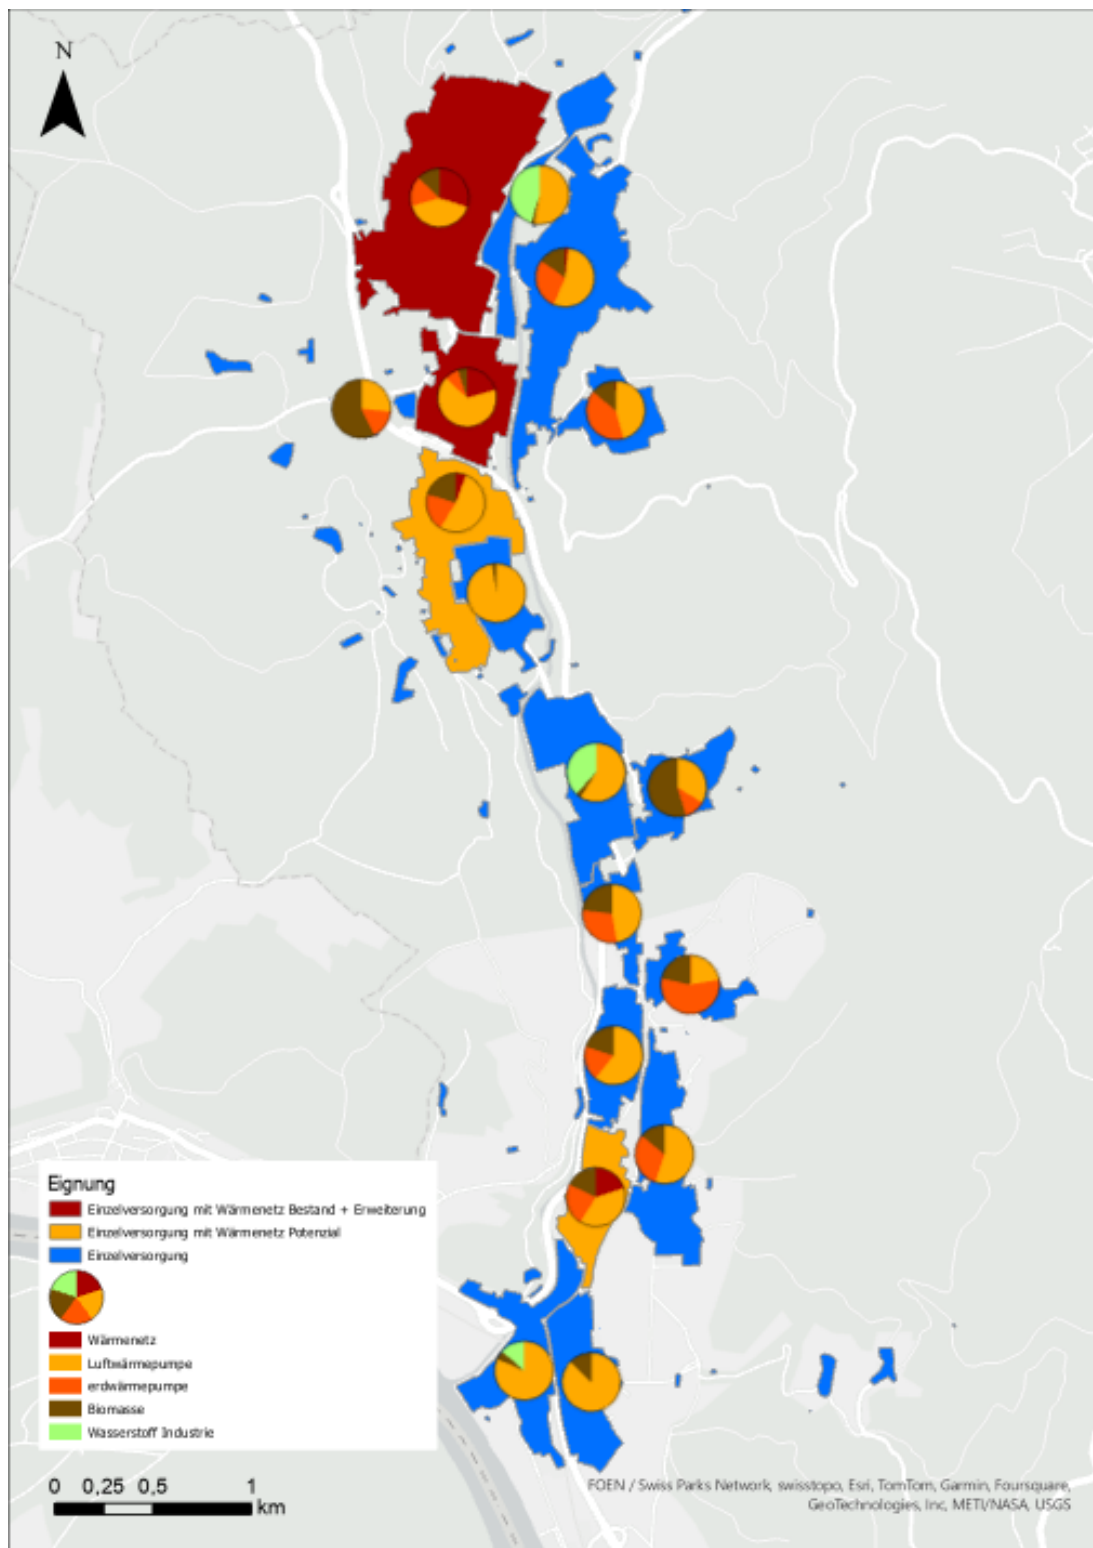 N
Eignung
Einzelversorgung mit Wärmenetz Bestand + Erweiterung
Einzelversorgung mit Wärmenetz Potenzial
Einzelversorgung
Wärmenetz
Luftwärmepumpe
erdwärmepumpe
Biomasse
Wasserstoff Industrie
0 0,25 0,5 1
km
FOEN / Swiss Parks Network, swisstopo, Esri, TomTom, Garmin, Foursquare,
GeoTechnologies, Inc, METI/NASA, USGS